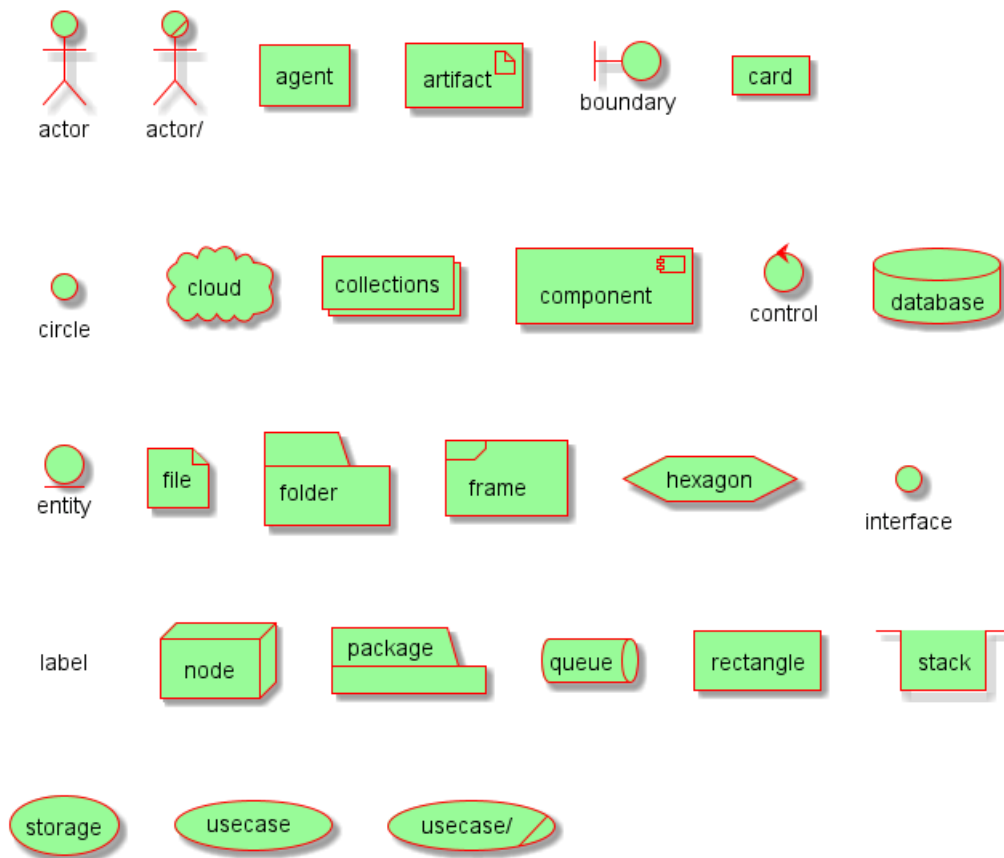 actor
actor/
agent
artifact
boundary
card
circle
cloud
collections
component
control
database
entity
file
folder
frame
hexagon
interface
label
node
package
queue
rectangle
stack
storage
usecase
usecase/